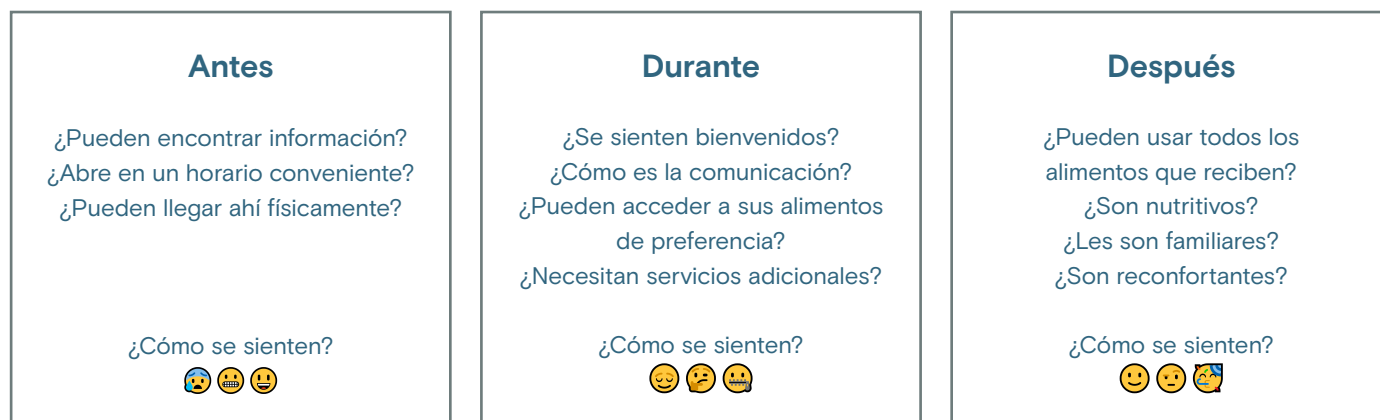 Antes
¿Pueden encontrar información?
¿Abre en un horario conveniente?
¿Pueden llegar ahí físicamente?
¿Cómo se sienten?
😰😬😃
Durante
¿Se sienten bienvenidos?
¿Cómo es la comunicación?
¿Pueden acceder a sus alimentos
de preferencia?
¿Necesitan servicios adicionales?
¿Cómo se sienten?
😌🤔🤐
Después
¿Pueden usar todos los
alimentos que reciben?
¿Son nutritivos?
¿Les son familiares?
¿Son reconfortantes?
¿Cómo se sienten?
🙂🤨🥳